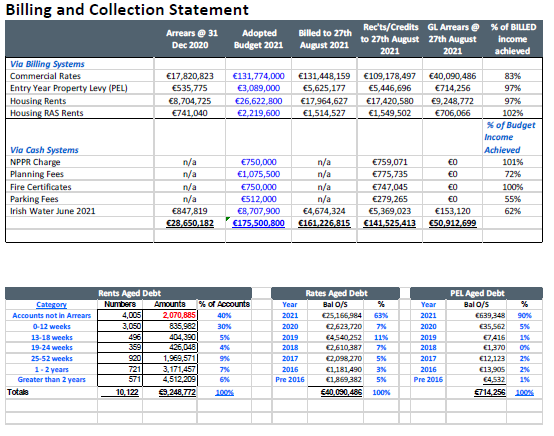 Billing and Collection Statement
Arrears @ 31 Dec 2020 Adopted Budget 2021 Billed to 27th August 2021 Rec'ts/Credits to 27th August 2021 GL Arrears @ 27th August 2021 % of BILLED income achieved
Via Billing Systems
Commercial Rates €17,820,823 €131,774,000 €131,448,159 €109,178,497 €40,090,486 83%
Entry Year Property Levy (PEL) €535,775 €3,089,000 €5,625,177 €5,446,696 €714,256 97%
Housing Rents €8,704,725 €26,622,800 €17,964,627 €17,420,580 €9,248,772 97%
Housing RAS Rents €741,040 €2,219,600 €1,514,527 €1,549,502 €706,066 102%
% of Budget Income Achieved
Via Cash Systems
NPPR Charge n/a €750,000 n/a €759,071 €0 101%
Planning Fees n/a €1,075,500 n/a €775,735 €0 72%
Fire Certificates n/a €750,000 n/a €747,045 €0 100%
Parking Fees n/a €512,000 n/a €279,265 €0 55%
Irish Water June 2021 €847,819 €8,707,900 €4,674,324 €5,369,023 €153,120 62%
€28,650,182 €175,500,800 €161,226,815 €141,525,413 €50,912,699
Rents Aged Debt Rates Aged Debt PEL Aged Debt
Category Numbers Amounts % of Accounts Year Bal O/S % Year Bal O/S %
Accounts not in Arrears 4,005 2,070,885 40% 2021 €25,166,984 63% 2021 €639,348 90%
0-12 weeks 3,050 835,982 30% 2020 €2,623,720 7% 2020 €35,562 5%
13-18 weeks 496 404,390 5% 2019 €4,540,252 11% 2019 €7,416 1%
19-24 weeks 359 426,048 4% 2018 €2,610,387 7% 2018 €1,370 0%
25-52 weeks 920 1,969,571 9% 2017 €2,098,270 5% 2017 €12,123 2%
1 - 2 years 721 3,171,457 7% 2016 €1,181,490 3% 2016 €13,905 2%
Greater than 2 years 571 4,512,209 6% Pre 2016 €1,869,382 5% Pre 2016 €4,532 1%
Totals 10,122 €9,248,772 100% €40,090,486 100% €714,256 100%